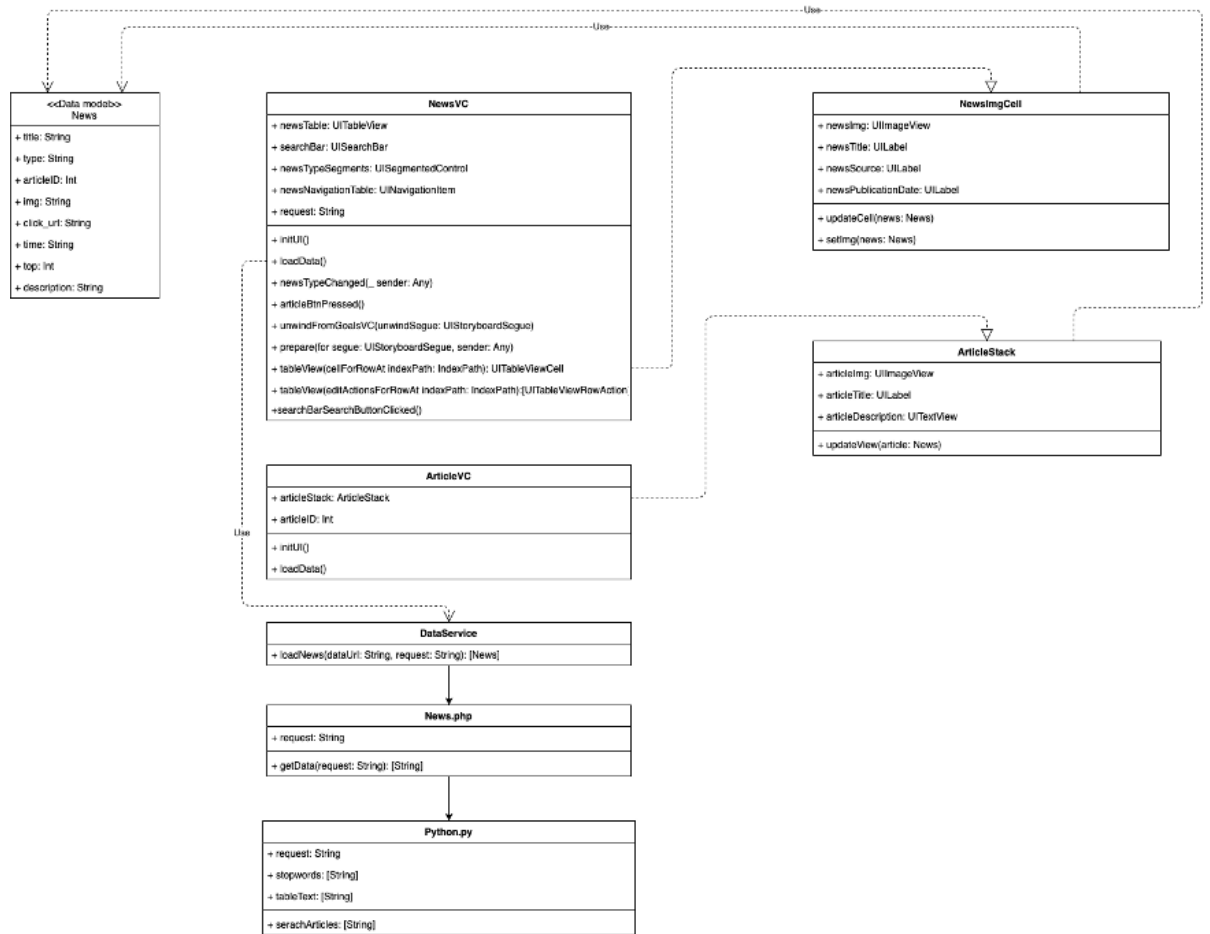 Use
Use
<<Data modeb>>
News
+ title: String
+ type: String
+ articleID: Int
+ img: String
+ click_url: String
+ time: String
+ top: Int
+ description: String
NewsVC
+ newsTable: UITableView
+ searchBar: UISearchBar
+ newsTypeSegments: UISegmentedControl
+ newsNavigationTable: UINavigationItem
+ request: String
+ initUI()
+ loadData()
+ newsTypeChanged(_ sender: Any)
+ articleBtnPressed()
+ unwindFromGoalsVC(unwindSegue: UIStoryboardSegue)
+ prepare(for segue: UIStoryboardSegue, sender: Any)
+ tableView(cellForRowAt indexPath: IndexPath): UITableViewCell
+ tableView(editActionsForRowAt indexPath: IndexPath):[UITableViewRowAction
+searchBarSearchButtonClicked()
NewsImgCell
+ newsImg: UIImageView
+ newsTitle: UILabel
+ newsSource: UILabel
+ newsPublicationDate: UILabel
+ updateCell(news: News)
+ setImg(news: News)
ArticleStack
+ articleImg: UIImageView
+ articleTitle: UILabel
+ articleDescription: UITextView
+ updateView(article: News)
ArticleVC
+ articleStack: ArticleStack
+ articleID: Int
+ initUI()
+ loadData()
Use
DataService
+ loadNews(dataUrl: String, request: String): [News]
News.php
+ request: String
+ getData(request: String): [String]
Python.py
+ request: String
+ stopwords: [String]
+ tableText: [String]
+ serachArticles: [String]